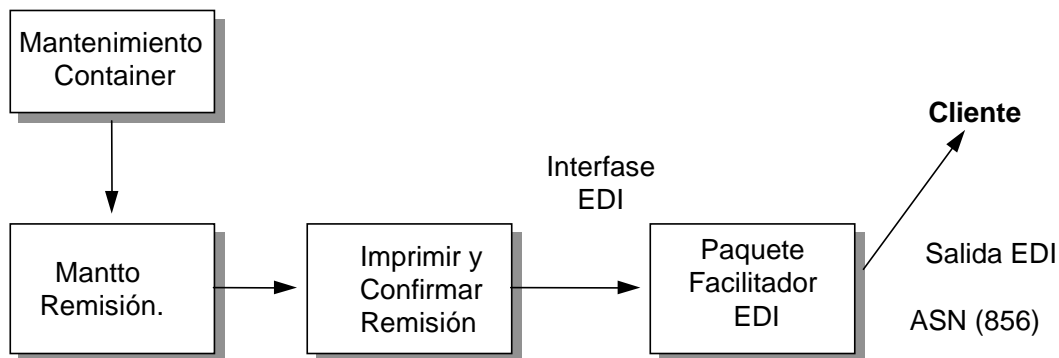 Mantenimiento
Container
Cliente
Interfase
EDI
Mantto
Remisión.
Imprimir y
Confirmar
Remisión
Paquete
Facilitador
EDI
Salida EDI
ASN (856)